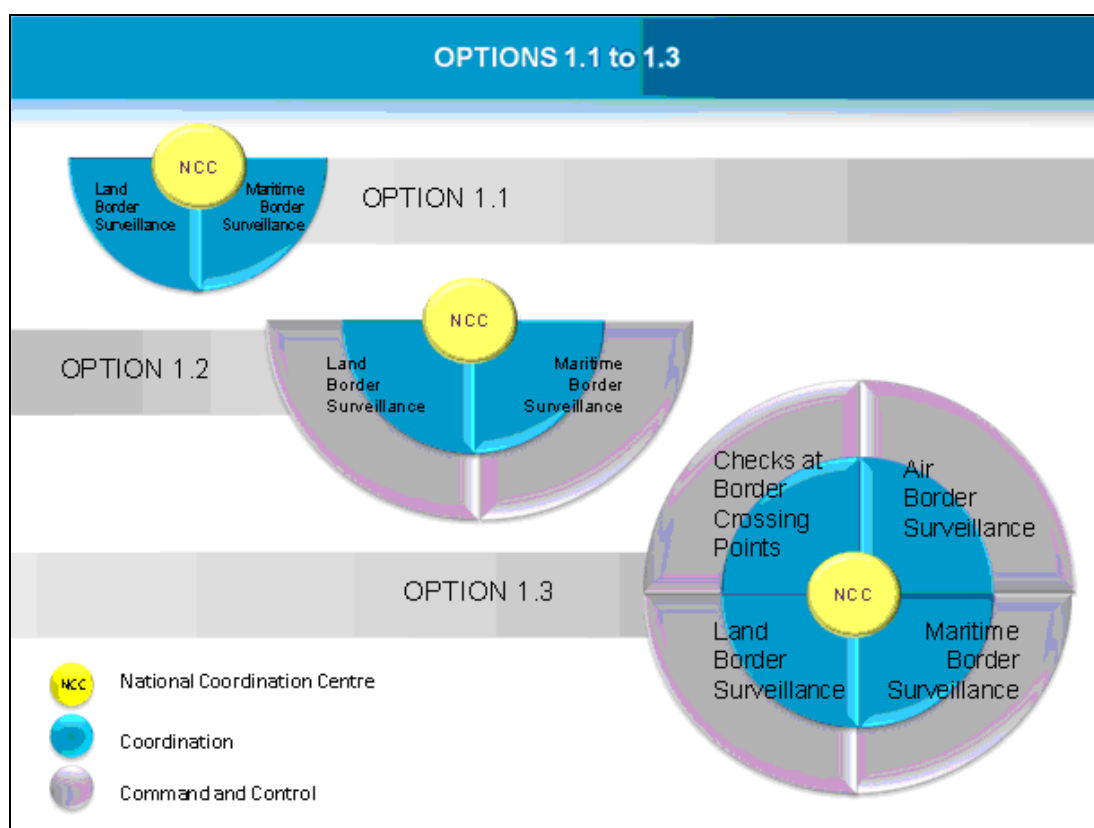 OPTIONS 1.1 to 1.3
NCC
Land
Border
Surveillance
Maritime
Border
Surveillance
OPTION 1.1
NCC
OPTION 1.2
Land
Border
Surveillance
Maritime
Border
Surveillance
Checks at
Border
Crossing
Points
Air
Border
Surveillance
OPTION 1.3
NCC
Land
Border
Surveillance
Maritime
Border
Surveillance
NCC National Coordination Centre
Coordination
Command and Control